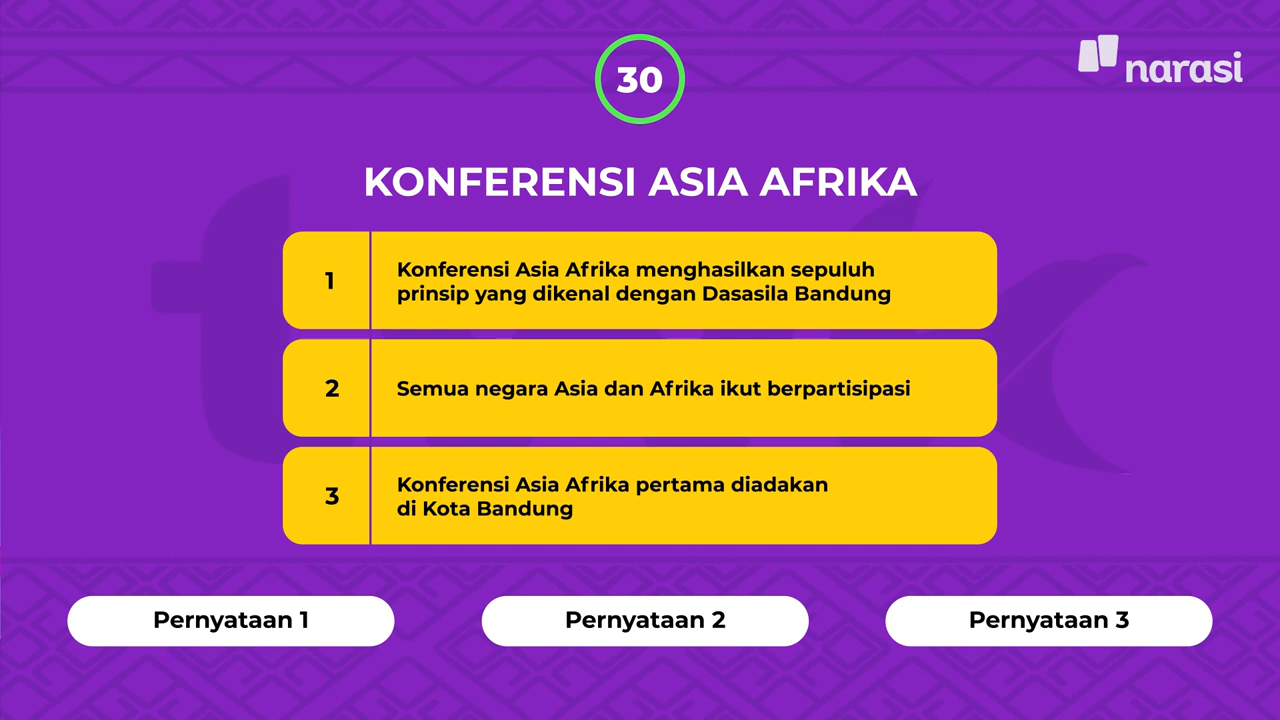 30
narasi
KONFERENSI ASIA AFRIKA
1
Konferensi Asia Afrika menghasilkan sepuluh
prinsip yang dikenal dengan Dasasila Bandung
2
Semua negara Asia dan Afrika ikut berpartisipasi
3
Konferensi Asia Afrika pertama diadakan
di Kota Bandung
Pernyataan 1
Pernyataan 2
Pernyataan 3